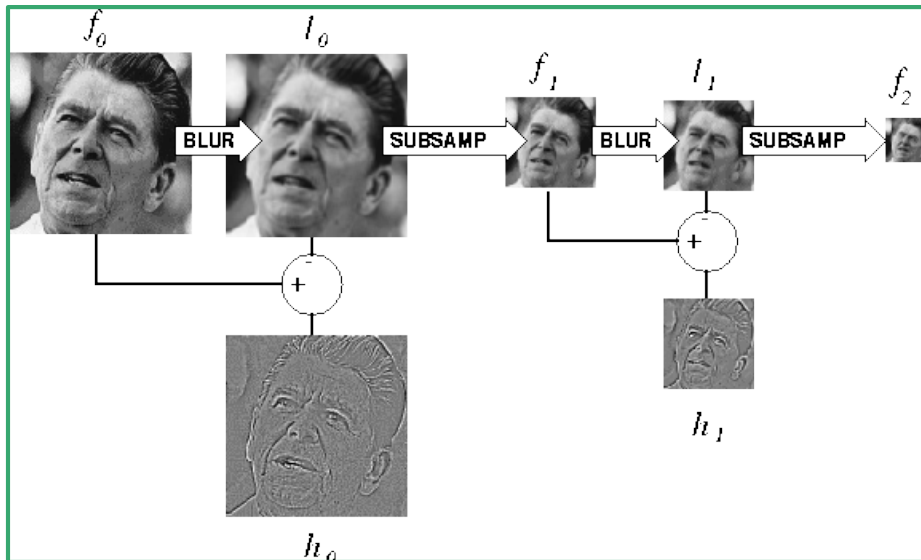 f₀ l₀
f₁ l₁ f₂
BLUR SUBSAMP BLUR SUBSAMP
- -
+ +
h₁
h₀